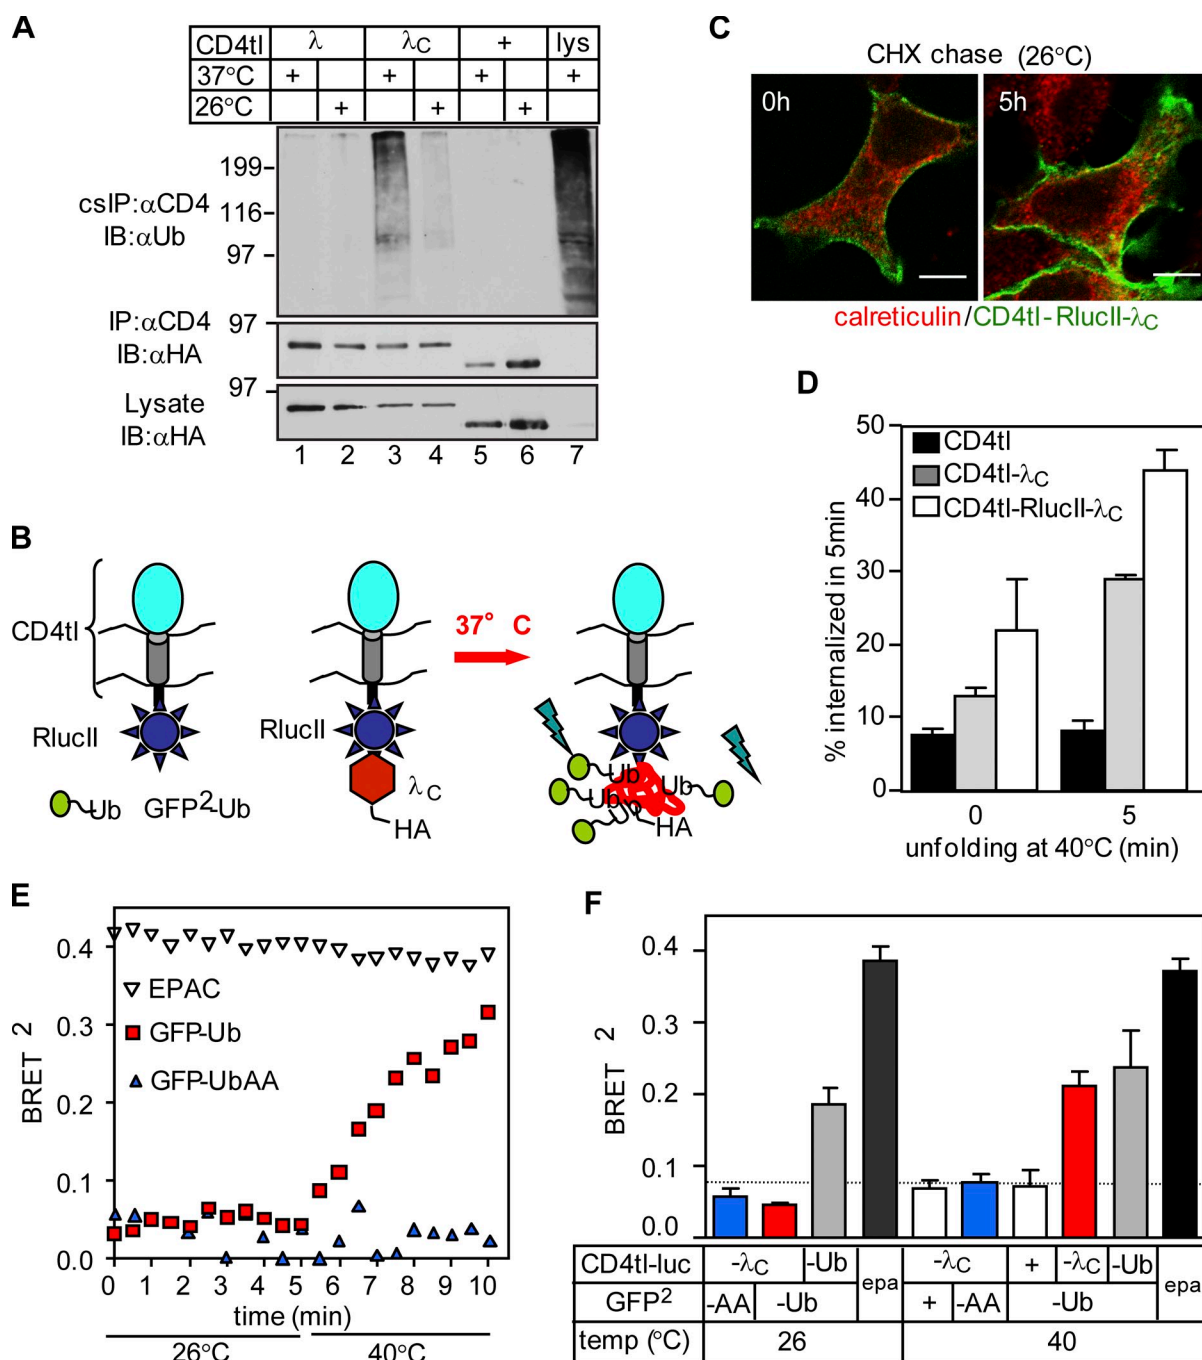 A
CD4tl λ λC + lys
37°C + + + +
26°C + + +
199
116
97
csIP:αCD4
IB:αUb
97
IP:αCD4
IB:αHA
97
Lysate
IB:αHA
1 2 3 4 5 6 7
B
CD4tl
RlucII
Ub GFP²-Ub
RlucII
λC
HA
37° C
Ub
Ub
Ub
HA
C
CHX chase (26°C)
0h
5h
calreticulin/CD4tl-RlucII-λC
D
50
40
30
20
10
0
% internalized in 5min
CD4tl
CD4tl-λC
CD4tl-RlucII-λC
0 5
unfolding at 40°C (min)
E
0.4
0.3
0.2
0.1
0.0
BRET 2
EPAC
GFP-Ub
GFP-UbAA
0 1 2 3 4 5 6 7 8 9 10
time (min)
26°C 40°C
F
0.4
0.3
0.2
0.1
0.0
BRET 2
CD4tl-luc -λC -Ub epa -λC + -λC -Ub epa
GFP² -AA -Ub + -AA -Ub
temp (°C) 26 40